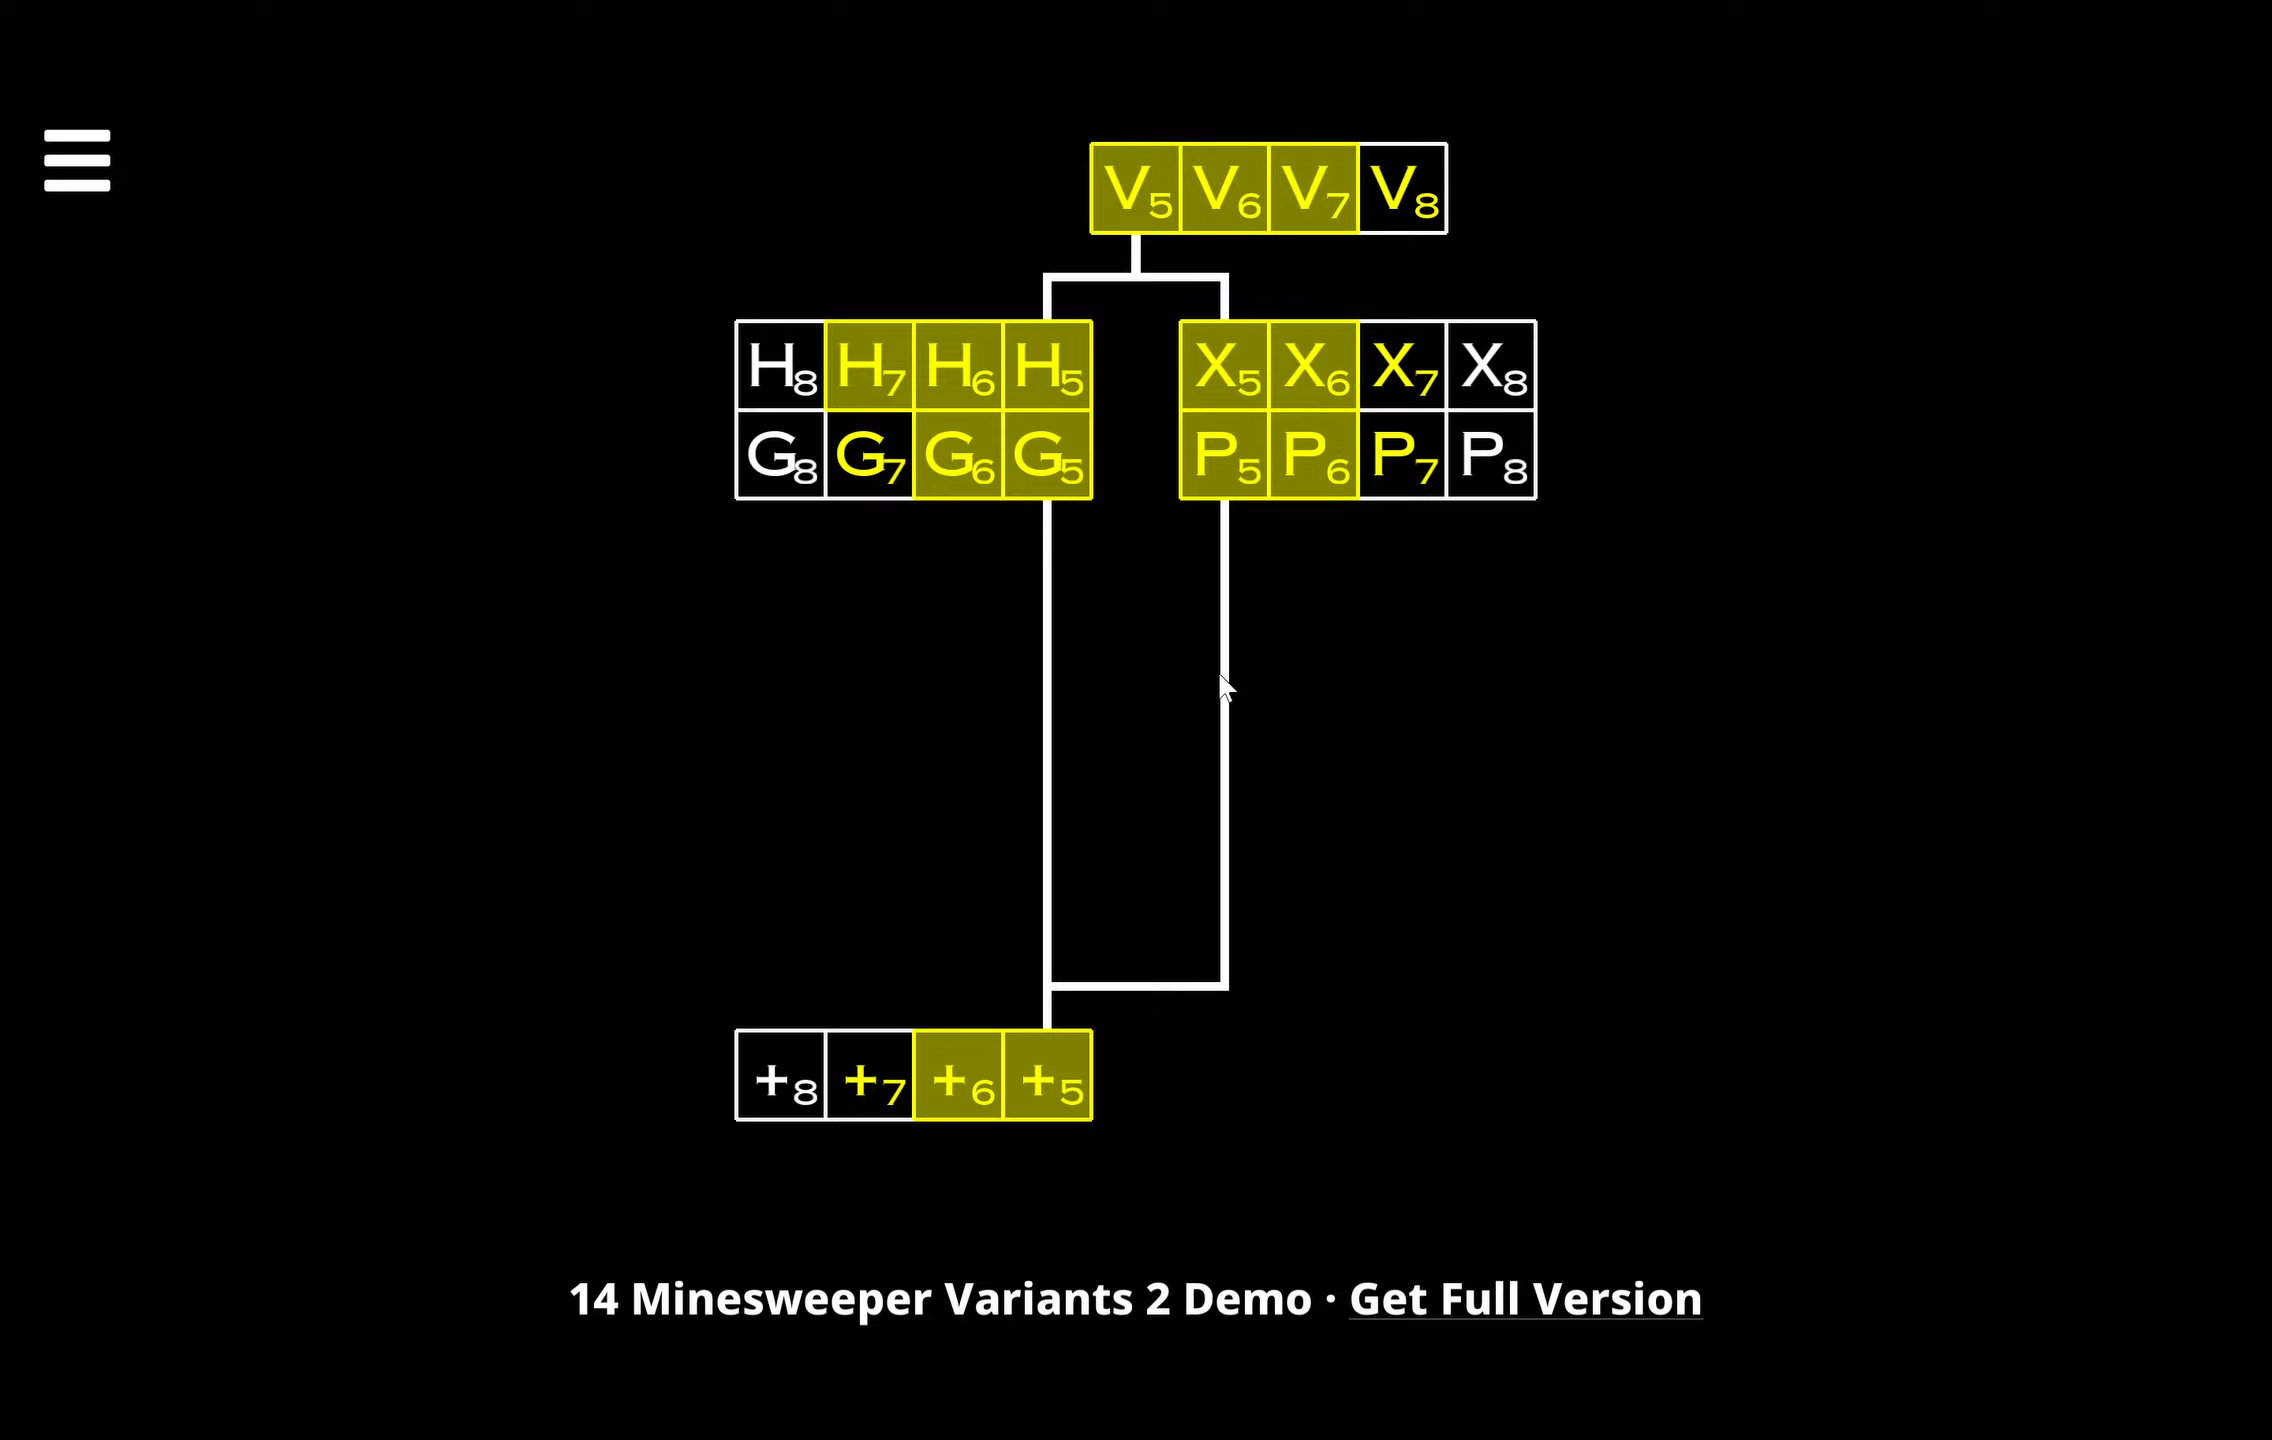 V5 V6 V7 V8
H8 H7 H6 H5 X5 X6 X7 X8
G8 G7 G6 G5 P5 P6 P7 P8
+8 +7 +6 +5
14 Minesweeper Variants 2 Demo · Get Full Version